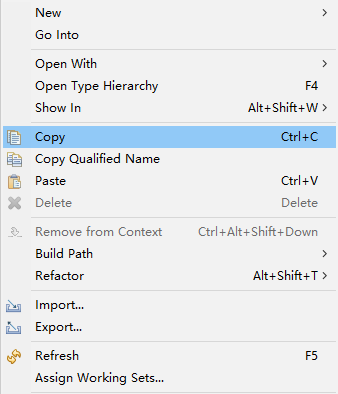 New
Go Into
Open With
Open Type Hierarchy F4
Show In Alt+Shift+W
Copy Ctrl+C
Copy Qualified Name
Paste Ctrl+V
Delete Delete
Remove from Context Ctrl+Alt+Shift+Down
Build Path
Refactor Alt+Shift+T
Import...
Export...
Refresh F5
Assign Working Sets...